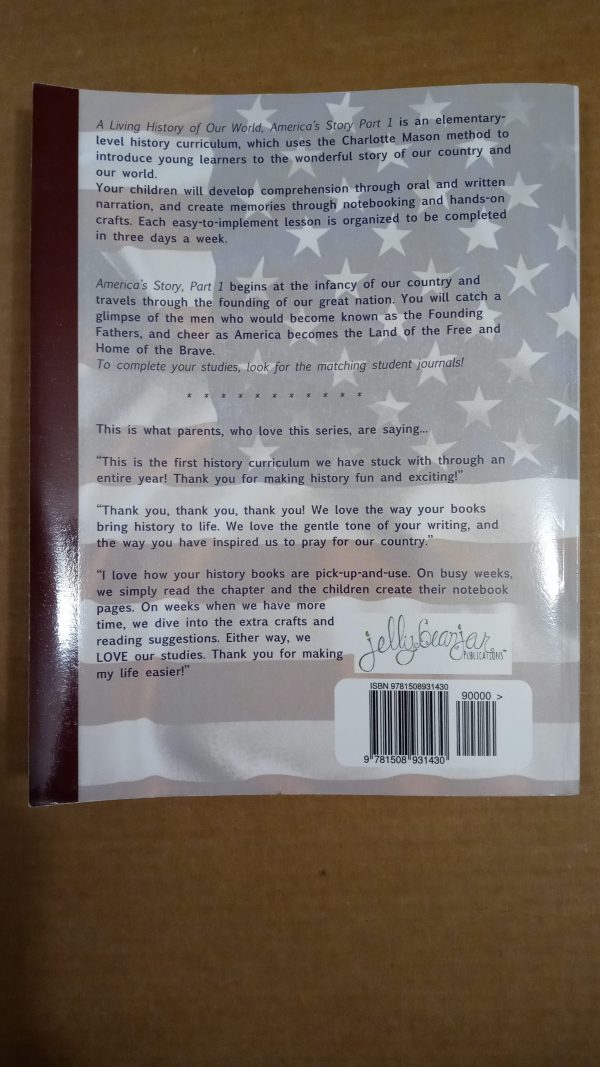 A Living History of Our World, America's Story Part 1 is an elementary-
level history curriculum, which uses the Charlotte Mason method to
introduce young learners to the wonderful story of our country and
our world.
Your children will develop comprehension through oral and written
narration, and create memories through notebooking and hands-on
crafts. Each easy-to-implement lesson is organized to be completed
in three days a week.
America's Story, Part 1 begins at the infancy of our country and
travels through the founding of our great nation. You will catch a
glimpse of the men who would become known as the Founding
Fathers, and cheer as America becomes the Land of the Free and
Home of the Brave.
To complete your studies, look for the matching student journals!
* * * * * * * * * * *
This is what parents, who love this series, are saying...
“This is the first history curriculum we have stuck with through an
entire year! Thank you for making history fun and exciting!”
“Thank you, thank you, thank you! We love the way your books
bring history to life. We love the gentle tone of your writing, and
the way you have inspired us to pray for our country.”
“I love how your history books are pick-up-and-use. On busy weeks,
we simply read the chapter and the children create their notebook
pages. On weeks when we have more
time, we dive into the extra crafts and
reading suggestions. Either way, we
LOVE our studies. Thank you for making
my life easier!”
jellybeanjar
PUBLICATIONS™
ISBN 9781508931430
90000 >
9 781508 931430